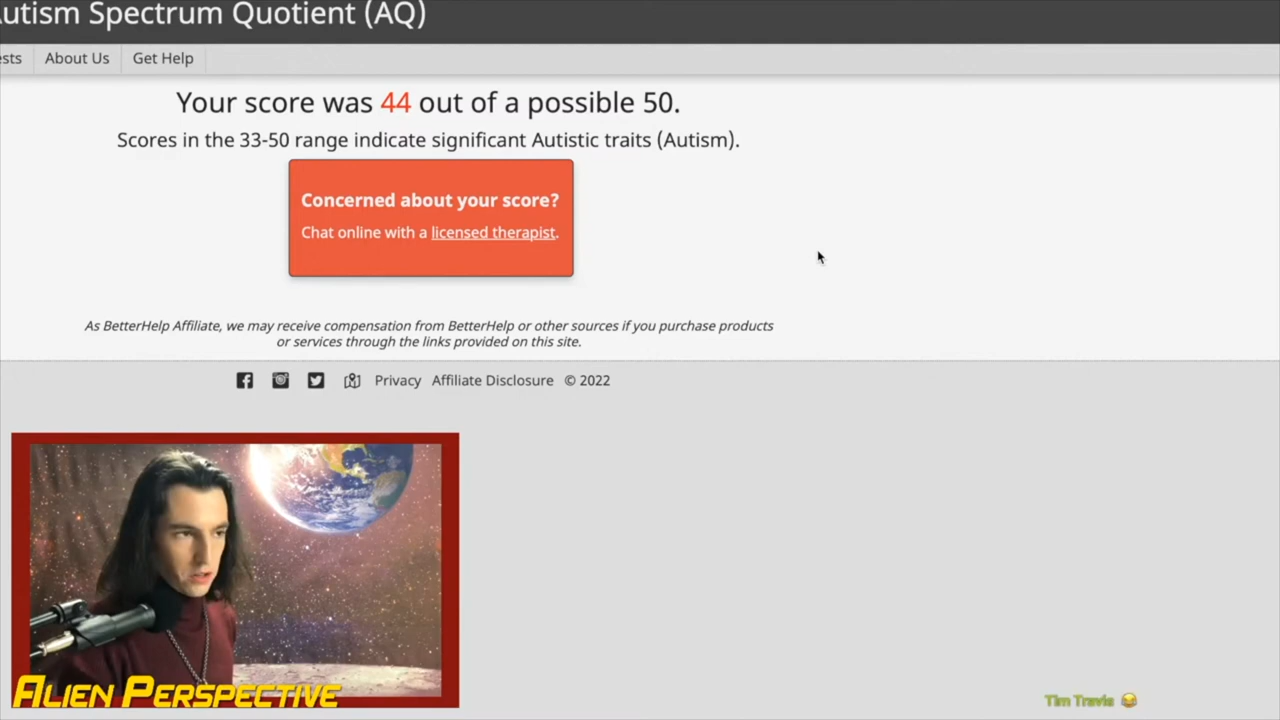 utism Spectrum Quotient (AQ)
ests About Us Get Help
Your score was 44 out of a possible 50.
Scores in the 33-50 range indicate significant Autistic traits (Autism).
Concerned about your score?
Chat online with a licensed therapist.
As BetterHelp Affiliate, we may receive compensation from BetterHelp or other sources if you purchase products
or services through the links provided on this site.
Privacy Affiliate Disclosure © 2022
ALIEN PERSPECTIVE
Tim Travis 😂